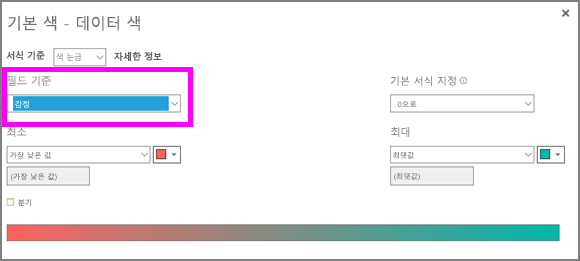 기본 색 - 데이터 색
서식 기준 색 눈금 자세한 정보
필드 기준 기본 서식 지정
감정 0으로
최소 최대
가장 낮은 값 최댓값
(가장 낮은 값) (최댓값)
분기